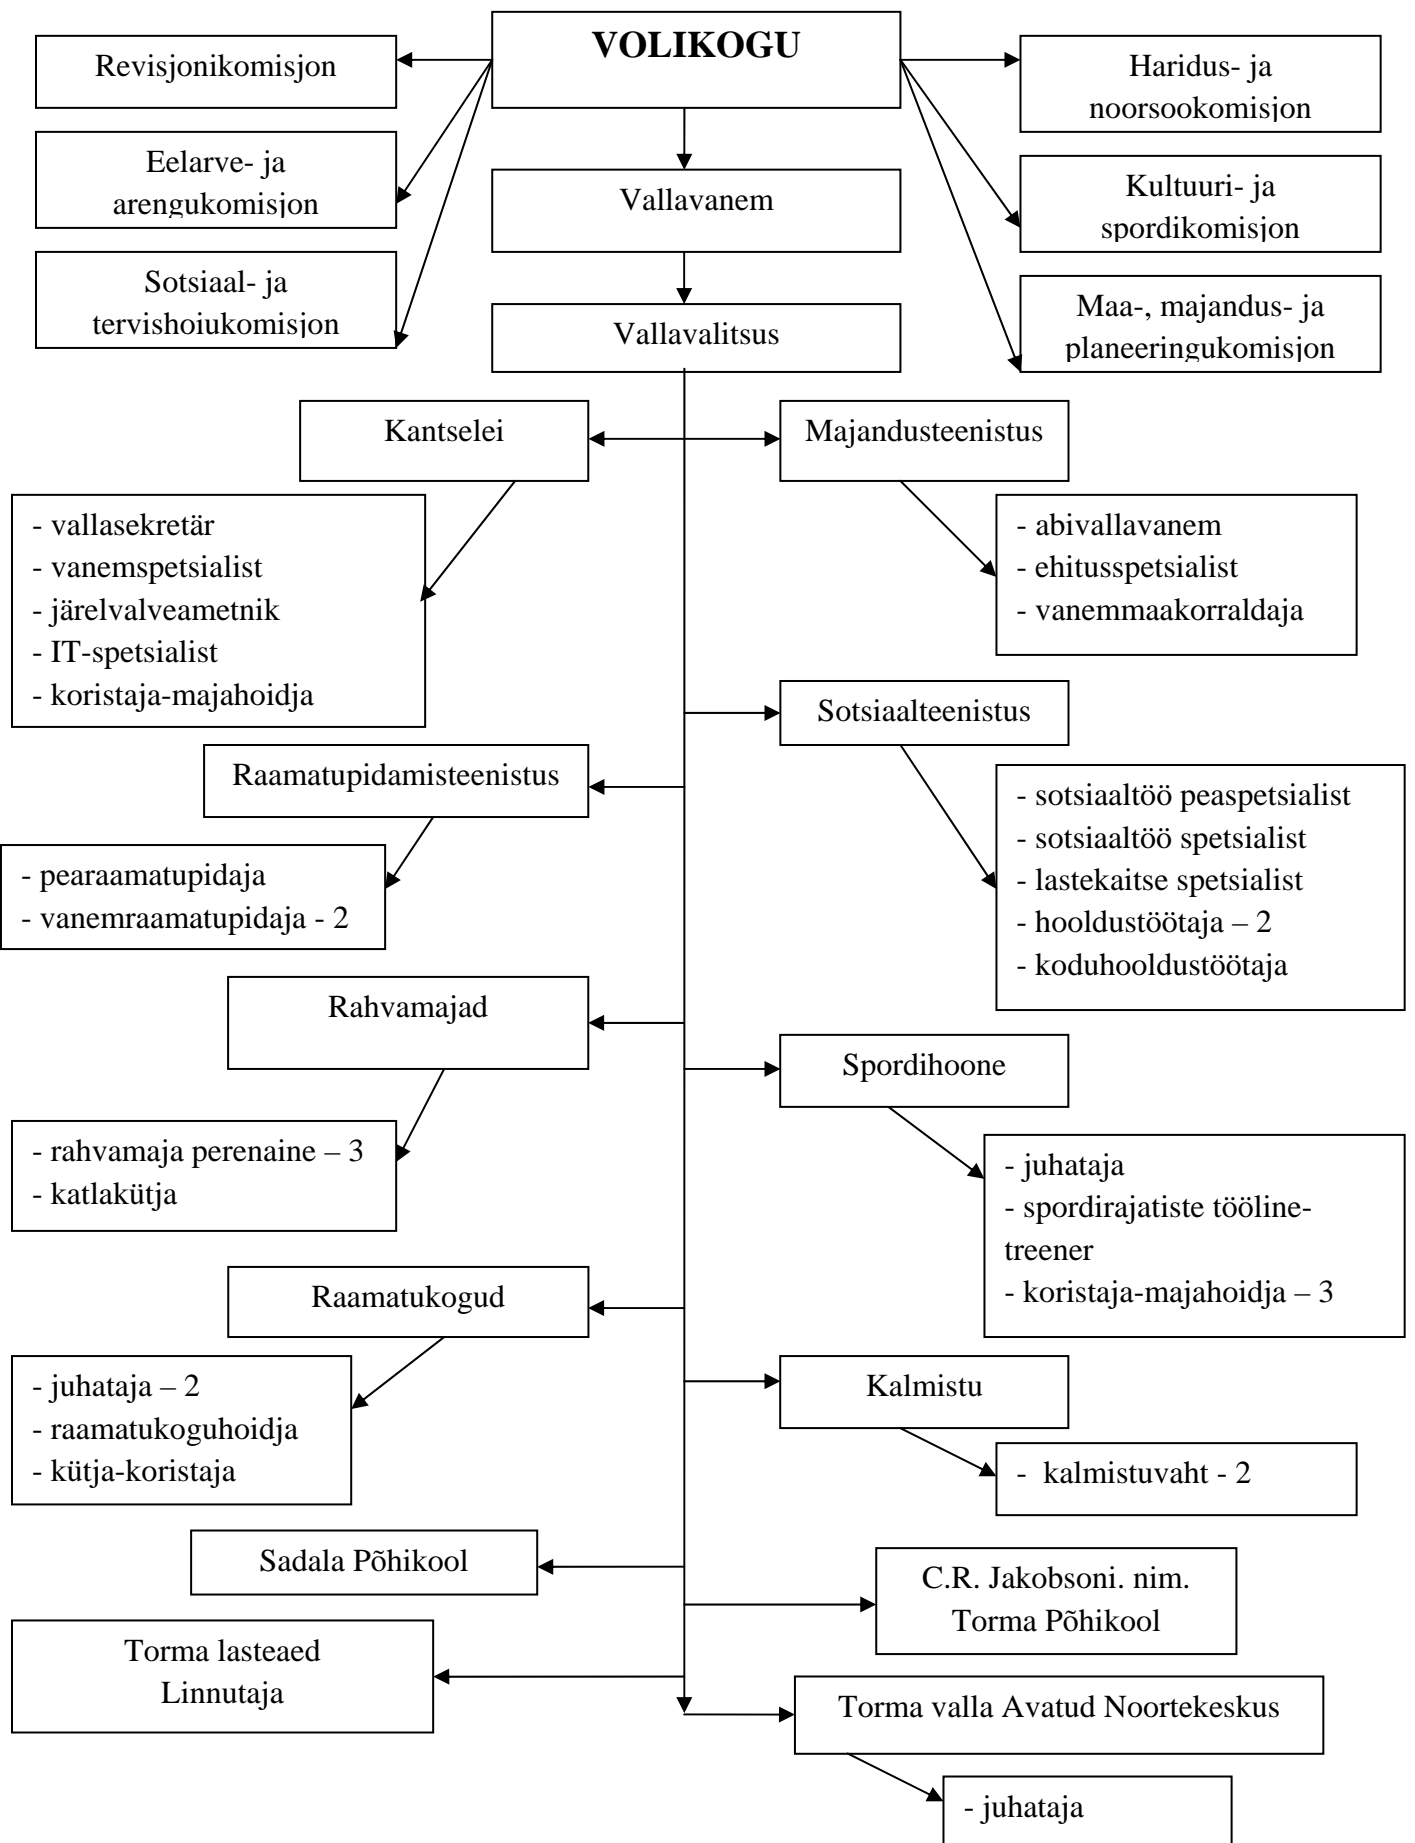 VOLIKOGU
Revisjonikomisjon
Haridus- ja
noorsookomisjon
Eelarve- ja
arengukomisjon
Vallavanem
Kultuuri- ja
spordikomisjon
Sotsiaal- ja
tervishoiukomisjon
Vallavalitsus
Maa-, majandus- ja
planeeringukomisjon
Kantselei
Majandusteenistus
- vallasekretär
- vanemspetsialist
- järelvalveametnik
- IT-spetsialist
- koristaja-majahoidja
- abivallavanem
- ehitusspetsialist
- vanemmaakorraldaja
Sotsiaalteenistus
Raamatupidamisteenistus
- sotsiaaltöö peaspetsialist
- sotsiaaltöö spetsialist
- lastekaitse spetsialist
- hooldustöötaja – 2
- koduhooldustöötaja
- pearaamatupidaja
- vanemraamatupidaja - 2
Rahvamajad
Spordihoone
- rahvamaja perenaine – 3
- katlakütja
- juhataja
- spordirajatiste tööline-
treener
- koristaja-majahoidja – 3
Raamatukogud
- juhataja – 2
- raamatukoguhoidja
- kütja-koristaja
Kalmistu
- kalmistuvaht - 2
Sadala Põhikool
C.R. Jakobsoni. nim.
Torma Põhikool
Torma lasteaed
Linnutaja
Torma valla Avatud Noortekeskus
- juhataja